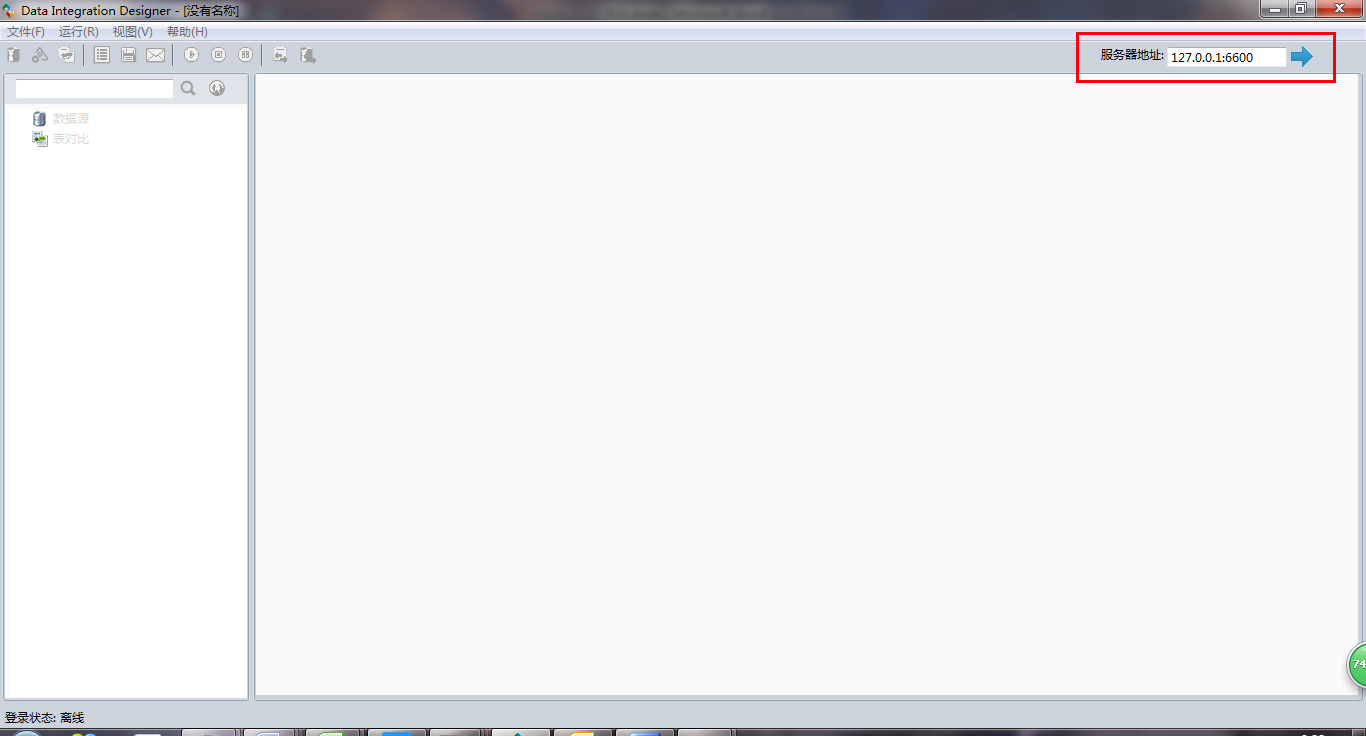 Data Integration Designer - [没有名称]
文件(F) 运行(R) 视图(V) 帮助(H)
服务器地址: 127.0.0.1:6600
数据源
表对比
74
登录状态: 离线